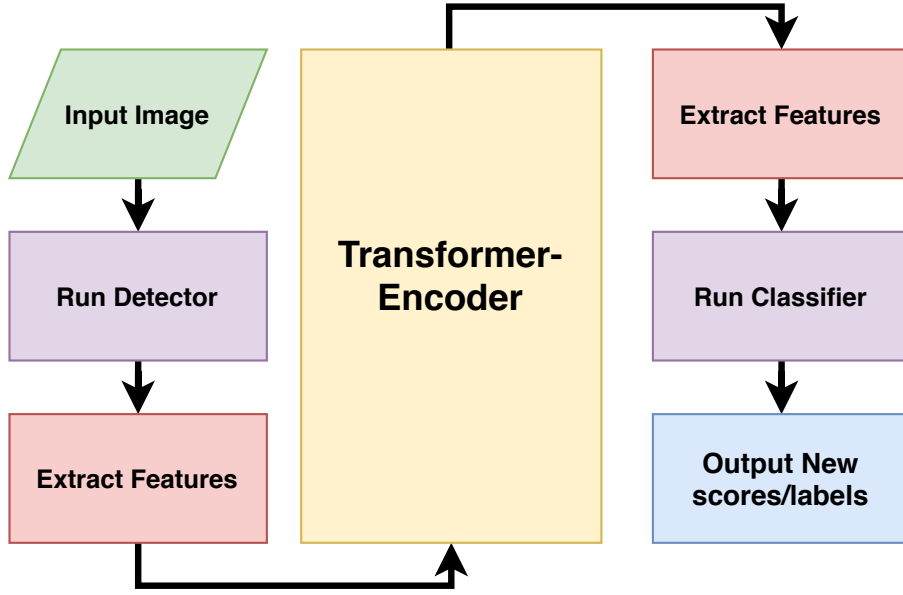 Input Image
Run Detector
Extract Features
Transformer-
Encoder
Extract Features
Run Classifier
Output New
scores/labels